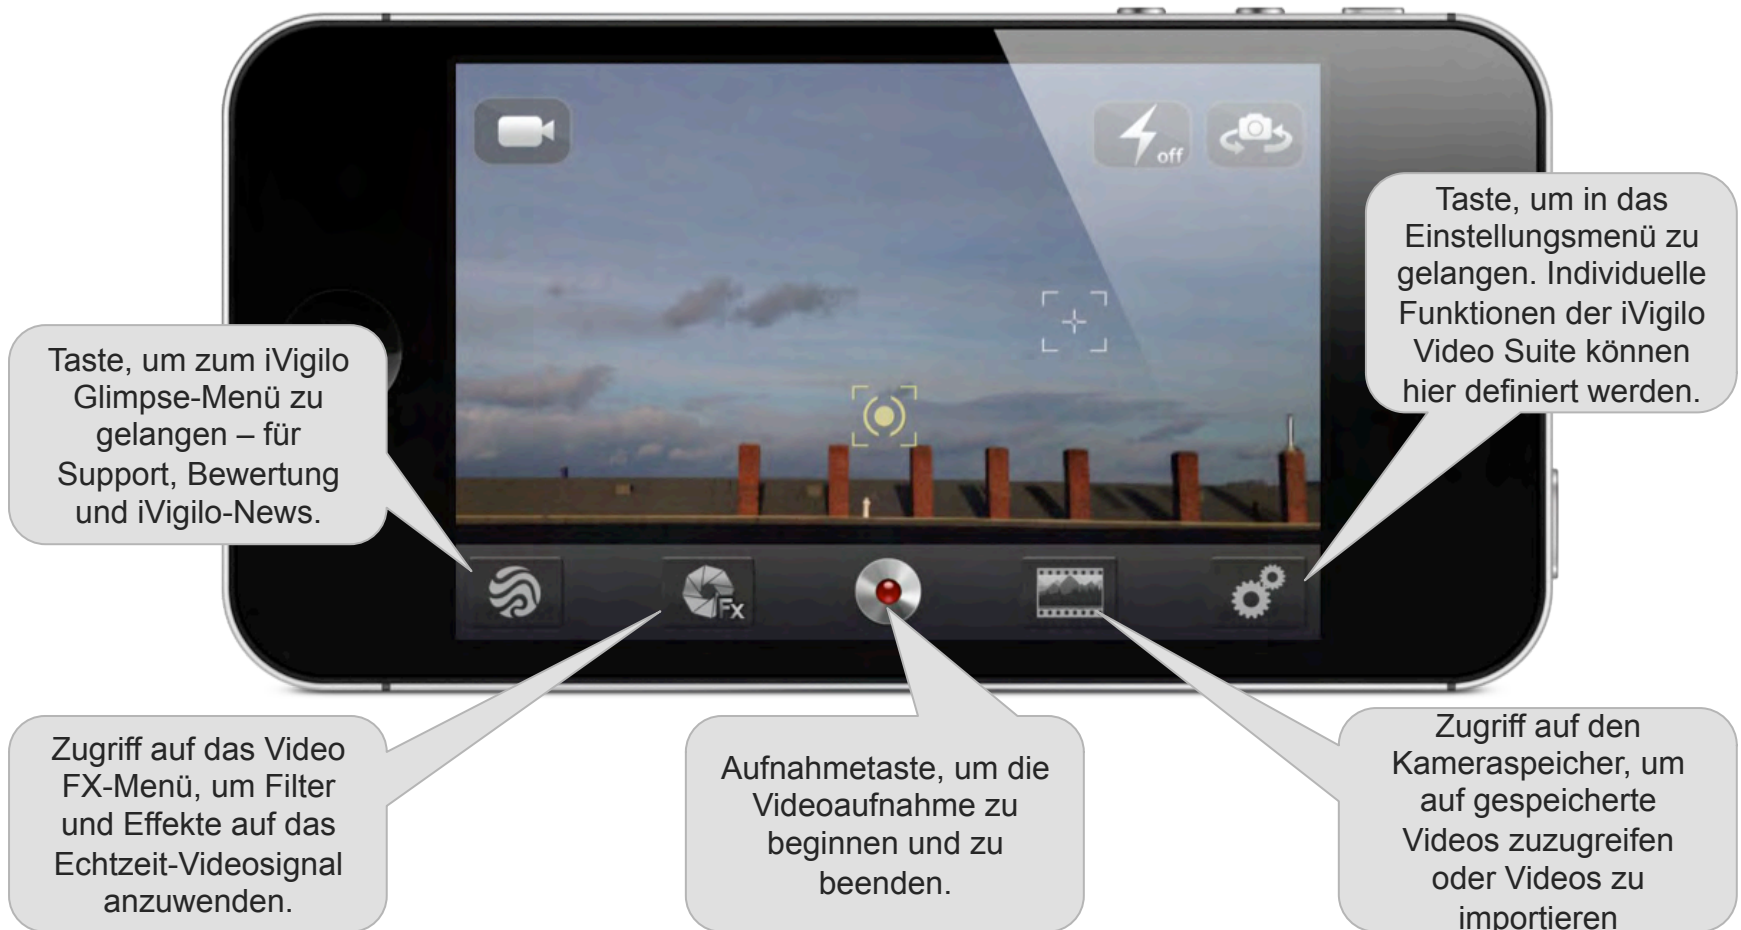 off
Taste, um in das
Einstellungsmenü zu
gelangen. Individuelle
Funktionen der iVigilo
Video Suite können
hier definiert werden.
Taste, um zum iVigilo
Glimpse-Menü zu
gelangen – für
Support, Bewertung
und iVigilo-News.
Fx
Zugriff auf das Video
FX-Menü, um Filter
und Effekte auf das
Echtzeit-Videosignal
anzuwenden.
Aufnahmetaste, um die
Videoaufnahme zu
beginnen und zu
beenden.
Zugriff auf den
Kameraspeicher, um
auf gespeicherte
Videos zuzugreifen
oder Videos zu
importieren